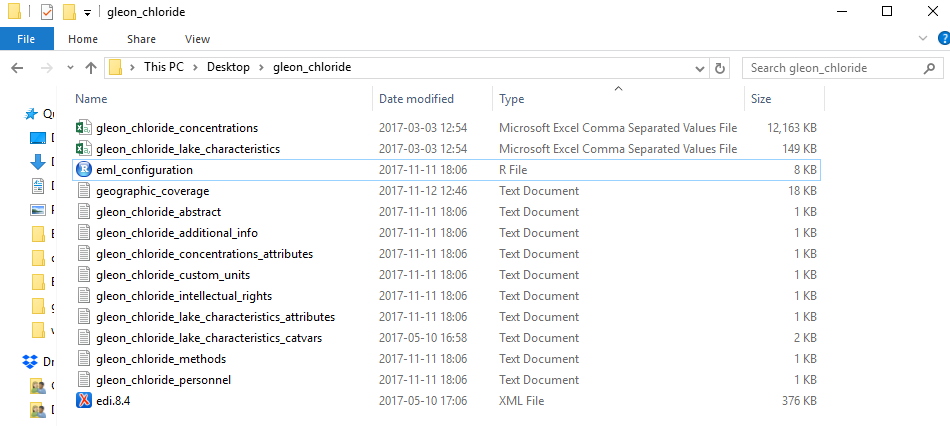 gleon_chloride
File Home Share View
This PC Desktop gleon_chloride Search gleon_chloride
Name Date modified Type Size
gleon_chloride_concentrations 2017-03-03 12:54 Microsoft Excel Comma Separated Values File 12,163 KB
gleon_chloride_lake_characteristics 2017-03-03 12:54 Microsoft Excel Comma Separated Values File 149 KB
eml_configuration 2017-11-11 18:06 R File 8 KB
geographic_coverage 2017-11-12 12:46 Text Document 18 KB
gleon_chloride_abstract 2017-11-11 18:06 Text Document 1 KB
gleon_chloride_additional_info 2017-11-11 18:06 Text Document 1 KB
gleon_chloride_concentrations_attributes 2017-11-11 18:06 Text Document 1 KB
gleon_chloride_custom_units 2017-11-11 18:06 Text Document 1 KB
gleon_chloride_intellectual_rights 2017-11-11 18:06 Text Document 1 KB
gleon_chloride_lake_characteristics_attributes 2017-11-11 18:06 Text Document 1 KB
gleon_chloride_lake_characteristics_catvars 2017-05-10 16:58 Text Document 2 KB
gleon_chloride_methods 2017-11-11 18:06 Text Document 1 KB
gleon_chloride_personnel 2017-11-11 18:06 Text Document 1 KB
edi.8.4 2017-05-10 17:06 XML File 376 KB